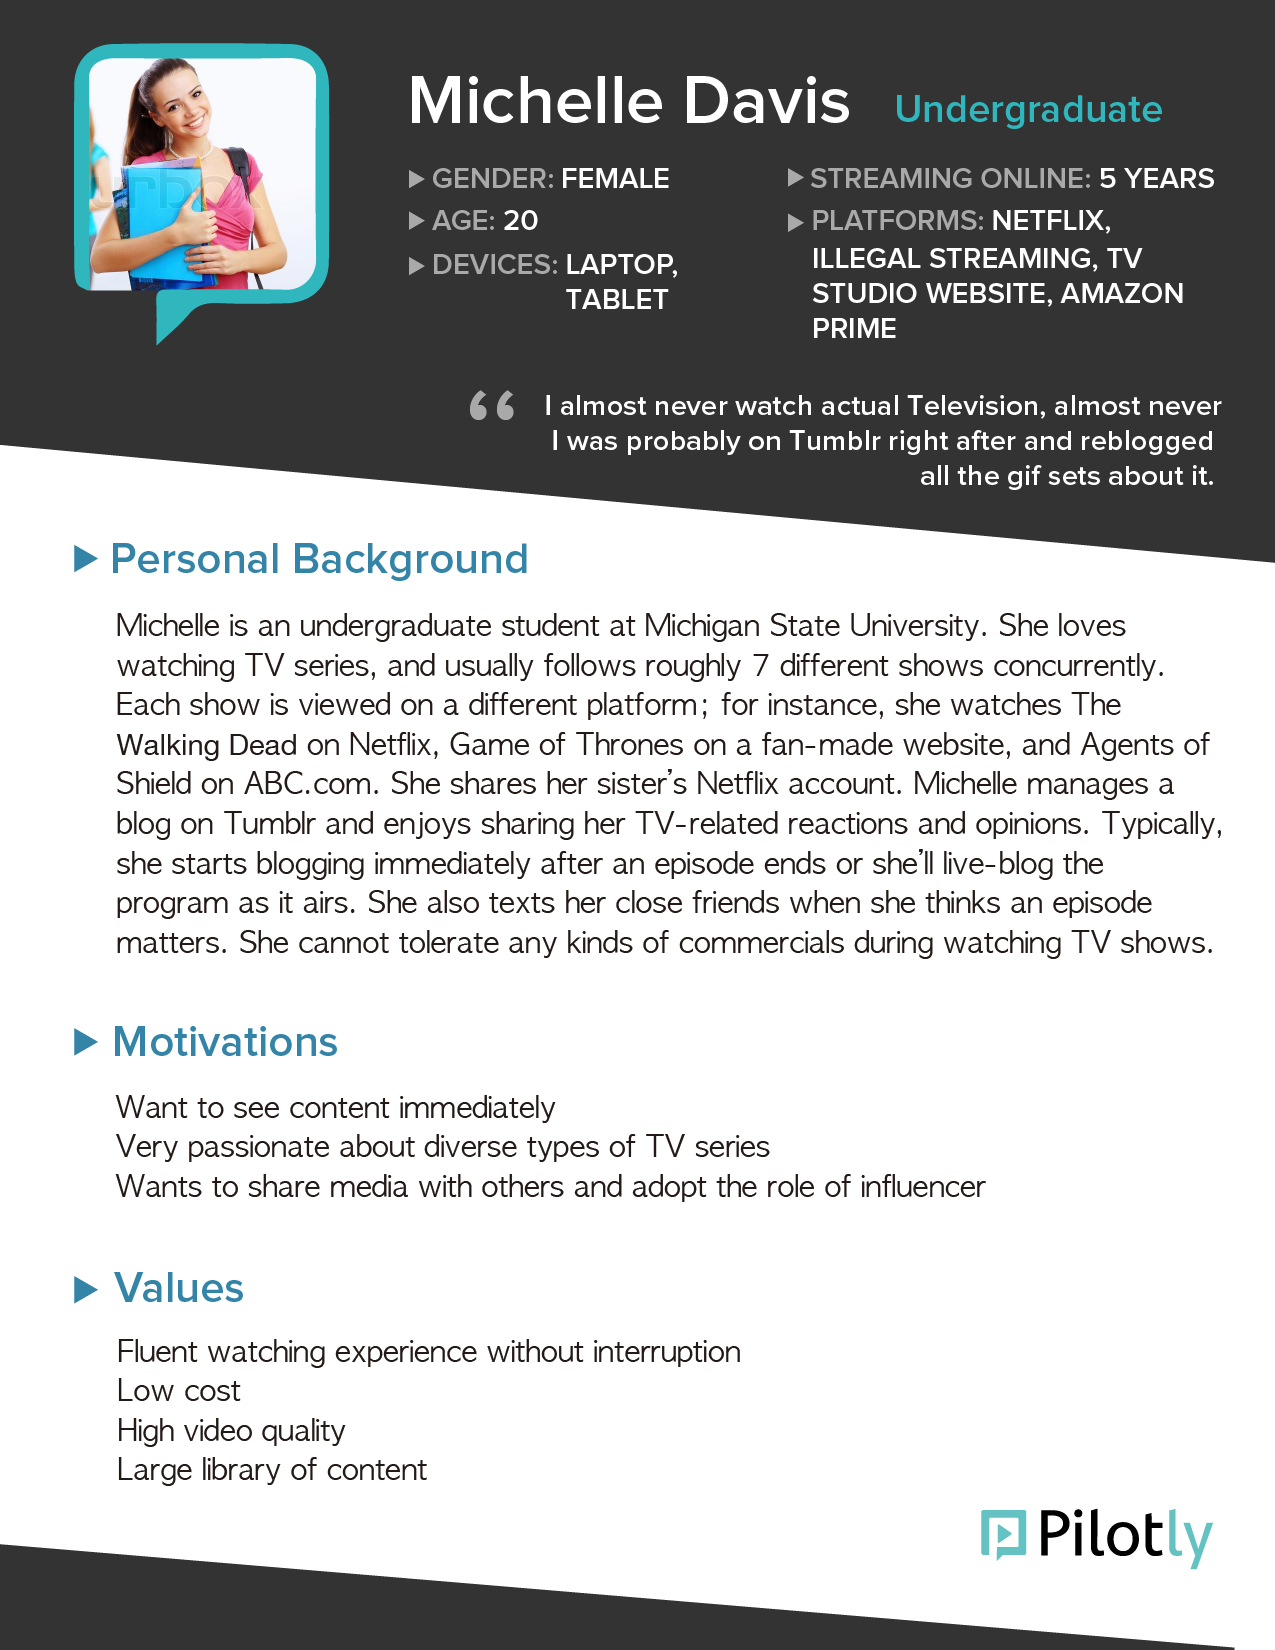 Michelle Davis Undergraduate
GENDER: FEMALE
AGE: 20
DEVICES: LAPTOP,
TABLET
STREAMING ONLINE: 5 YEARS
PLATFORMS: NETFLIX,
ILLEGAL STREAMING, TV
STUDIO WEBSITE, AMAZON
PRIME
“ I almost never watch actual Television, almost never
I was probably on Tumblr right after and reblogged
all the gif sets about it.
Personal Background
Michelle is an undergraduate student at Michigan State University. She loves
watching TV series, and usually follows roughly 7 different shows concurrently.
Each show is viewed on a different platform; for instance, she watches The
Walking Dead on Netflix, Game of Thrones on a fan-made website, and Agents of
Shield on ABC.com. She shares her sister’s Netflix account. Michelle manages a
blog on Tumblr and enjoys sharing her TV-related reactions and opinions. Typically,
she starts blogging immediately after an episode ends or she’ll live-blog the
program as it airs. She also texts her close friends when she thinks an episode
matters. She cannot tolerate any kinds of commercials during watching TV shows.
Motivations
Want to see content immediately
Very passionate about diverse types of TV series
Wants to share media with others and adopt the role of influencer
Values
Fluent watching experience without interruption
Low cost
High video quality
Large library of content
Pilotly